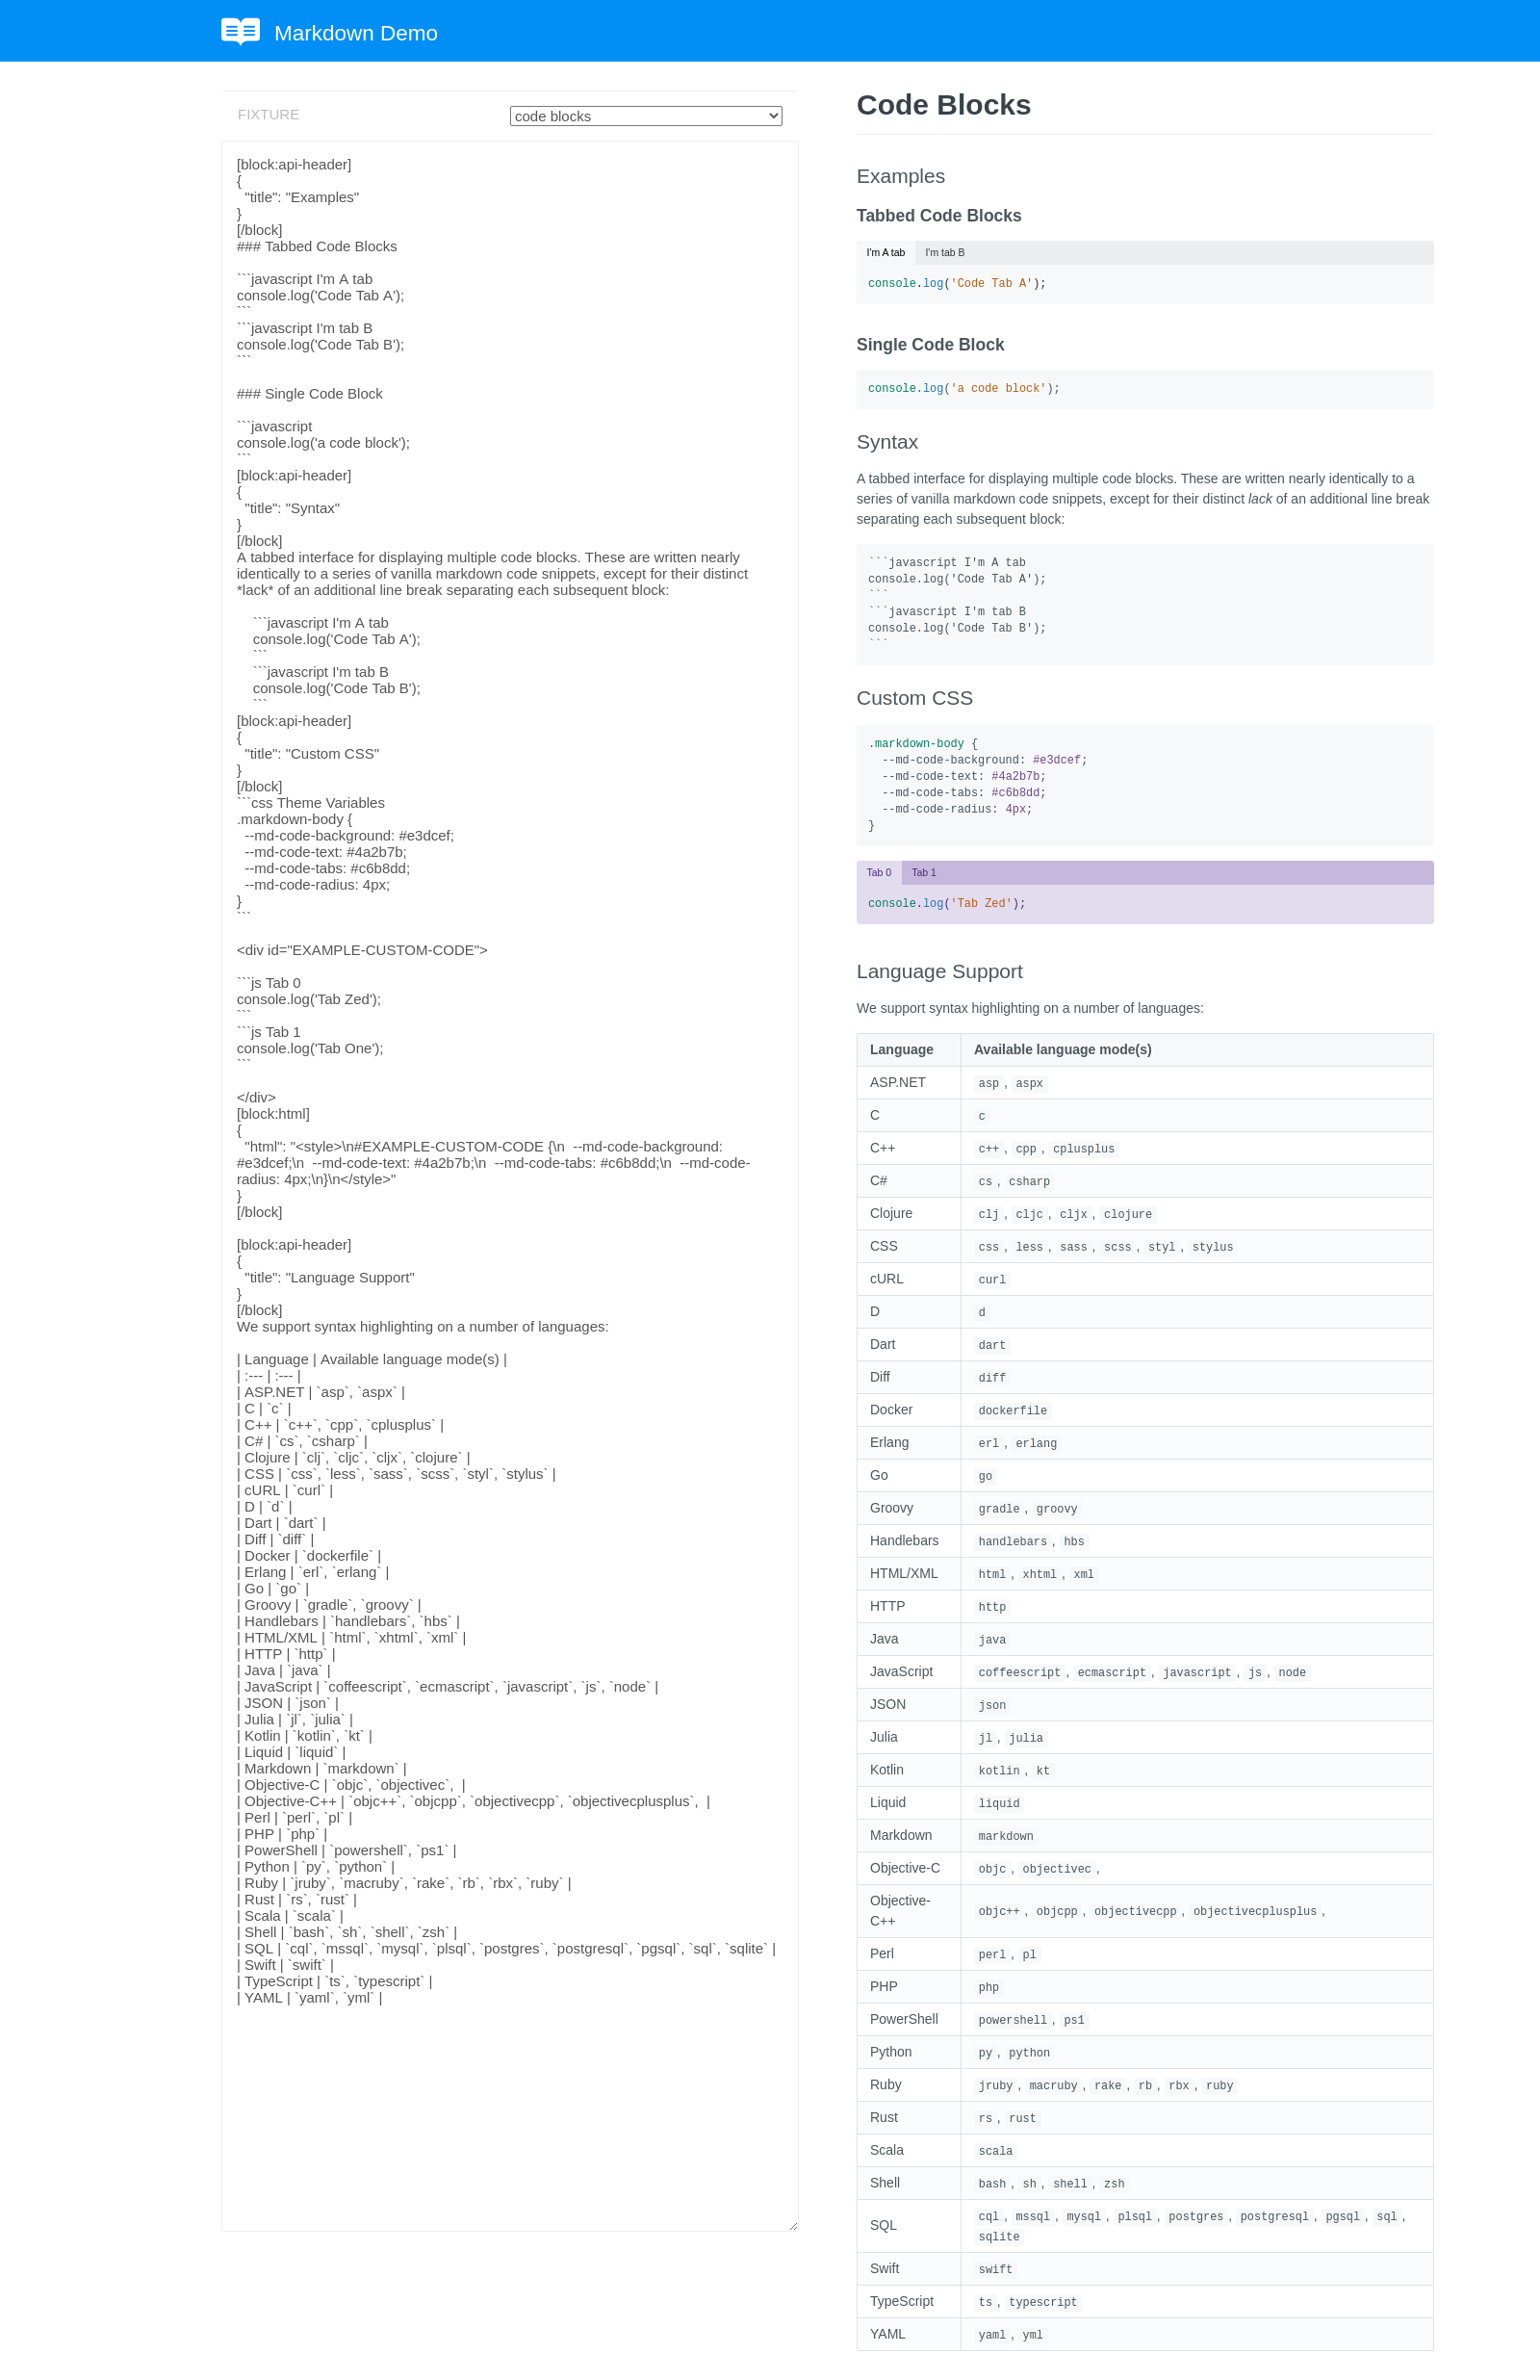 Markdown Demo
FIXTURE
code blocks
[block:api-header]
{
  "title": "Examples"
}
[/block]
### Tabbed Code Blocks

```javascript I'm A tab
console.log('Code Tab A');
```
```javascript I'm tab B
console.log('Code Tab B');
```

### Single Code Block

```javascript
console.log('a code block');
```
[block:api-header]
{
  "title": "Syntax"
}
[/block]
A tabbed interface for displaying multiple code blocks. These are written nearly
identically to a series of vanilla markdown code snippets, except for their distinct
*lack* of an additional line break separating each subsequent block:

    ```javascript I'm A tab
    console.log('Code Tab A');
    ```
    ```javascript I'm tab B
    console.log('Code Tab B');
    ```
[block:api-header]
{
  "title": "Custom CSS"
}
[/block]
```css Theme Variables
.markdown-body {
  --md-code-background: #e3dcef;
  --md-code-text: #4a2b7b;
  --md-code-tabs: #c6b8dd;
  --md-code-radius: 4px;
}
```

<div id="EXAMPLE-CUSTOM-CODE">

```js Tab 0
console.log('Tab Zed');
```
```js Tab 1
console.log('Tab One');
```

</div>
[block:html]
{
  "html": "<style>\n#EXAMPLE-CUSTOM-CODE {\n  --md-code-background:
#e3dcef;\n  --md-code-text: #4a2b7b;\n  --md-code-tabs: #c6b8dd;\n  --md-code-
radius: 4px;\n}\n</style>"
}
[/block]

[block:api-header]
{
  "title": "Language Support"
}
[/block]
We support syntax highlighting on a number of languages:

| Language | Available language mode(s) |
| :--- | :--- |
| ASP.NET | `asp`, `aspx` |
| C | `c` |
| C++ | `c++`, `cpp`, `cplusplus` |
| C# | `cs`, `csharp` |
| Clojure | `clj`, `cljc`, `cljx`, `clojure` |
| CSS | `css`, `less`, `sass`, `scss`, `styl`, `stylus` |
| cURL | `curl` |
| D | `d` |
| Dart | `dart` |
| Diff | `diff` |
| Docker | `dockerfile` |
| Erlang | `erl`, `erlang` |
| Go | `go` |
| Groovy | `gradle`, `groovy` |
| Handlebars | `handlebars`, `hbs` |
| HTML/XML | `html`, `xhtml`, `xml` |
| HTTP | `http` |
| Java | `java` |
| JavaScript | `coffeescript`, `ecmascript`, `javascript`, `js`, `node` |
| JSON | `json` |
| Julia | `jl`, `julia` |
| Kotlin | `kotlin`, `kt` |
| Liquid | `liquid` |
| Markdown | `markdown` |
| Objective-C | `objc`, `objectivec`,  |
| Objective-C++ | `objc++`, `objcpp`, `objectivecpp`, `objectivecplusplus`,  |
| Perl | `perl`, `pl` |
| PHP | `php` |
| PowerShell | `powershell`, `ps1` |
| Python | `py`, `python` |
| Ruby | `jruby`, `macruby`, `rake`, `rb`, `rbx`, `ruby` |
| Rust | `rs`, `rust` |
| Scala | `scala` |
| Shell | `bash`, `sh`, `shell`, `zsh` |
| SQL | `cql`, `mssql`, `mysql`, `plsql`, `postgres`, `postgresql`, `pgsql`, `sql`, `sqlite` |
| Swift | `swift` |
| TypeScript | `ts`, `typescript` |
| YAML | `yaml`, `yml` |
Code Blocks
Examples
Tabbed Code Blocks
I'm A tab I'm tab B
console.log('Code Tab A');
Single Code Block
console.log('a code block');
Syntax
A tabbed interface for displaying multiple code blocks. These are written nearly identically to a
series of vanilla markdown code snippets, except for their distinct lack of an additional line break
separating each subsequent block:
```javascript I'm A tab
console.log('Code Tab A');
```
```javascript I'm tab B
console.log('Code Tab B');
```
Custom CSS
.markdown-body {
  --md-code-background: #e3dcef;
  --md-code-text: #4a2b7b;
  --md-code-tabs: #c6b8dd;
  --md-code-radius: 4px;
}
Tab 0 Tab 1
console.log('Tab Zed');
Language Support
We support syntax highlighting on a number of languages:
Language Available language mode(s)
ASP.NET asp, aspx
C c
C++ c++, cpp, cplusplus
C# cs, csharp
Clojure clj, cljc, cljx, clojure
CSS css, less, sass, scss, styl, stylus
cURL curl
D d
Dart dart
Diff diff
Docker dockerfile
Erlang erl, erlang
Go go
Groovy gradle, groovy
Handlebars handlebars, hbs
HTML/XML html, xhtml, xml
HTTP http
Java java
JavaScript coffeescript, ecmascript, javascript, js, node
JSON json
Julia jl, julia
Kotlin kotlin, kt
Liquid liquid
Markdown markdown
Objective-C objc, objectivec,
Objective-
C++ objc++, objcpp, objectivecpp, objectivecplusplus,
Perl perl, pl
PHP php
PowerShell powershell, ps1
Python py, python
Ruby jruby, macruby, rake, rb, rbx, ruby
Rust rs, rust
Scala scala
Shell bash, sh, shell, zsh
SQL cql, mssql, mysql, plsql, postgres, postgresql, pgsql, sql,
sqlite
Swift swift
TypeScript ts, typescript
YAML yaml, yml